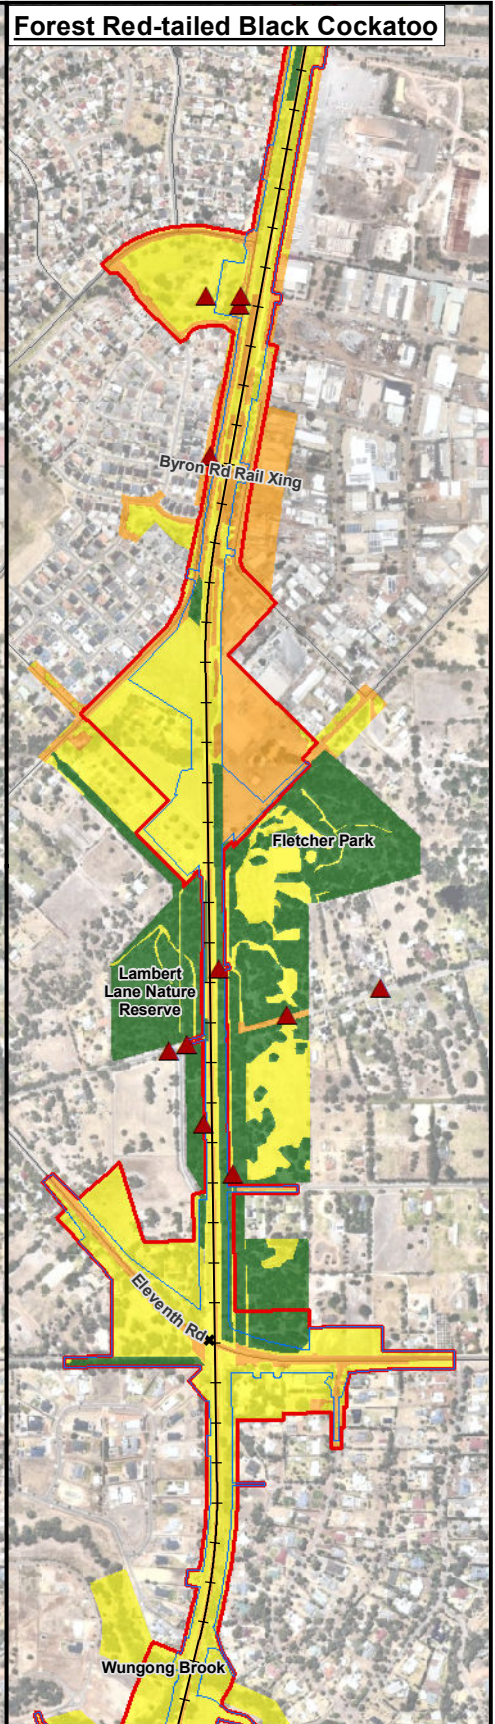 Forest Red-tailed Black Cockatoo
Byron Rd Rail Xing
Fletcher Park
Lambert
Lane Nature
Reserve
Eleventh Rd
Wungong Brook